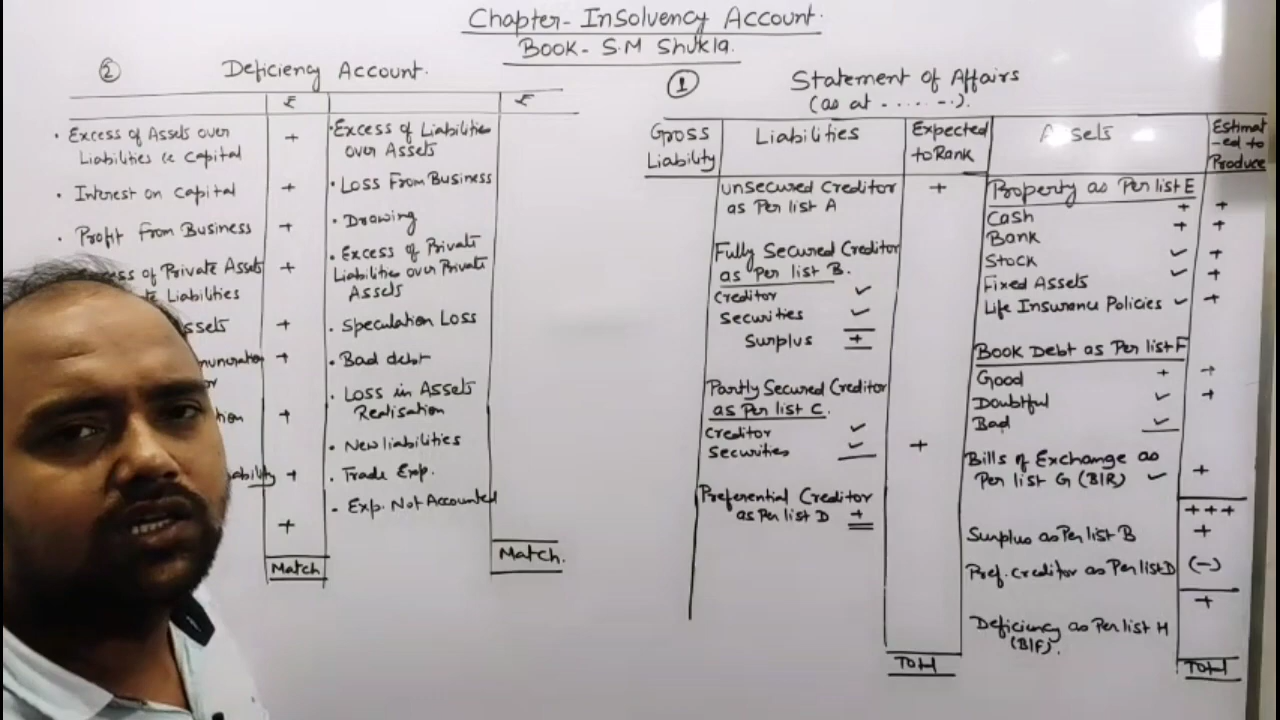 Chapter- Insolvency Account.
Book- S.M Shukla.
② Deficiency Account.
₹ ₹
• Excess of Assets over
Liabilities ie Capital +
• Interest on Capital +
• Profit From Business +
of Private Assets +
Liabilities
Assets +
+
+
+
+
Match
• Excess of Liabilities
over Assets
• Loss From Business
• Drawing
• Excess of Private
Liabilities over Private
Assets
• Speculation Loss
• Bad debt
• Loss in Assets
Realisation
• New liabilities
• Trade Exp.
• Exp. Not Accounted
Match.
① Statement of Affairs
(as at ...... -.).
Gross
Liability
Liabilities
Expected
to Rank
Assets
Estimat
-ed to
Produce
Unsecured Creditor +
as Per list A
Fully Secured Creditor
as Per list B.
Creditor ✓
Securities ✓
Surplus +
Partly Secured Creditor
as Per list C.
Creditor ✓
Securities ✓ +
Preferential Creditor
as Per list D +
Totl
Property as Per list E
Cash + +
Bank + +
Stock ✓ +
Fixed Assets ✓ +
Life Insurance Policies ✓ +
Book Debt as Per list F
Good + +
Doubtful ✓ +
Bad ✓
Bills of Exchange as
Per list G (B/R) ✓ +
+++
Surplus as Per list B +
Pref. Creditor as Per list D (-)
+
Deficiency as Per list H
(B/F).
Totl